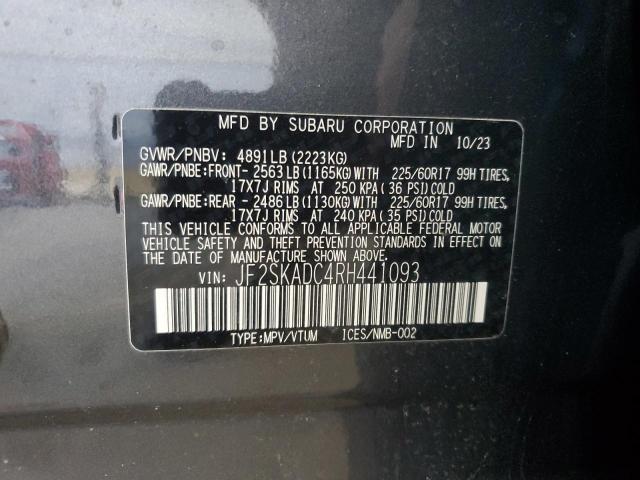 MFD BY SUBARU CORPORATION
MFD IN 10/23
GVWR/PNBV: 4891LB (2223KG)
GAWR/PNBE:FRONT- 2563LB (1165KG)WITH 225/60R17 99H TIRES,
17X7J RIMS AT 250 KPA ( 36 PSI)COLD
GAWR/PNBE:REAR - 2486LB (1130KG)WITH 225/60R17 99H TIRES,
17X7J RIMS AT 240 KPA ( 35 PSI)COLD
THIS VEHICLE CONFORMS TO ALL APPLICABLE FEDERAL MOTOR
VEHICLE SAFETY AND THEFT PREVENTION STANDARDS IN EFFECT ON
THE DATE OF MANUFACTURE SHOWN ABOVE.
VIN: JF2SKADC4RH441093
TYPE:MPV/VTUM ICES/NMB-002